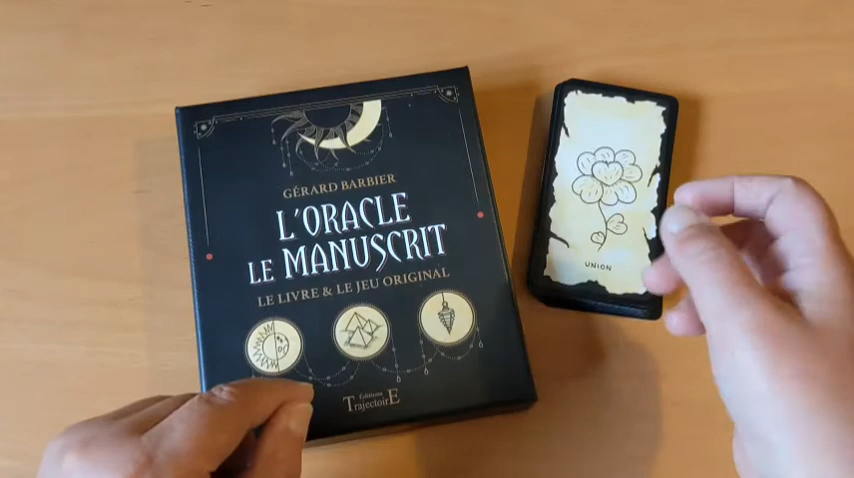 GÉRARD BARBIER
L'ORACLE
LE MANUSCRIT
LE LIVRE & LE JEU ORIGINAL
Éditions
TrajectoirE
UNION